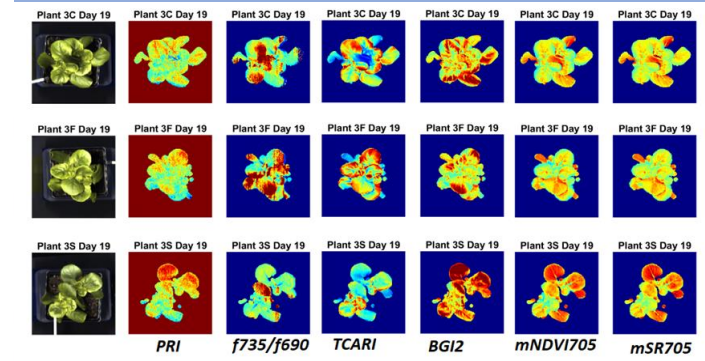 Plant 3C Day 19 Plant 3C Day 19 Plant 3C Day 19 Plant 3C Day 19 Plant 3C Day 19 Plant 3C Day 19 Plant 3C Day 19
Plant 3F Day 19 Plant 3F Day 19 Plant 3F Day 19 Plant 3F Day 19 Plant 3F Day 19 Plant 3F Day 19 Plant 3F Day 19
Plant 3S Day 19 Plant 3S Day 19 Plant 3S Day 19 Plant 3S Day 19 Plant 3S Day 19 Plant 3S Day 19 Plant 3S Day 19
PRI f735/f690 TCARI BGI2 mNDVI705 mSR705